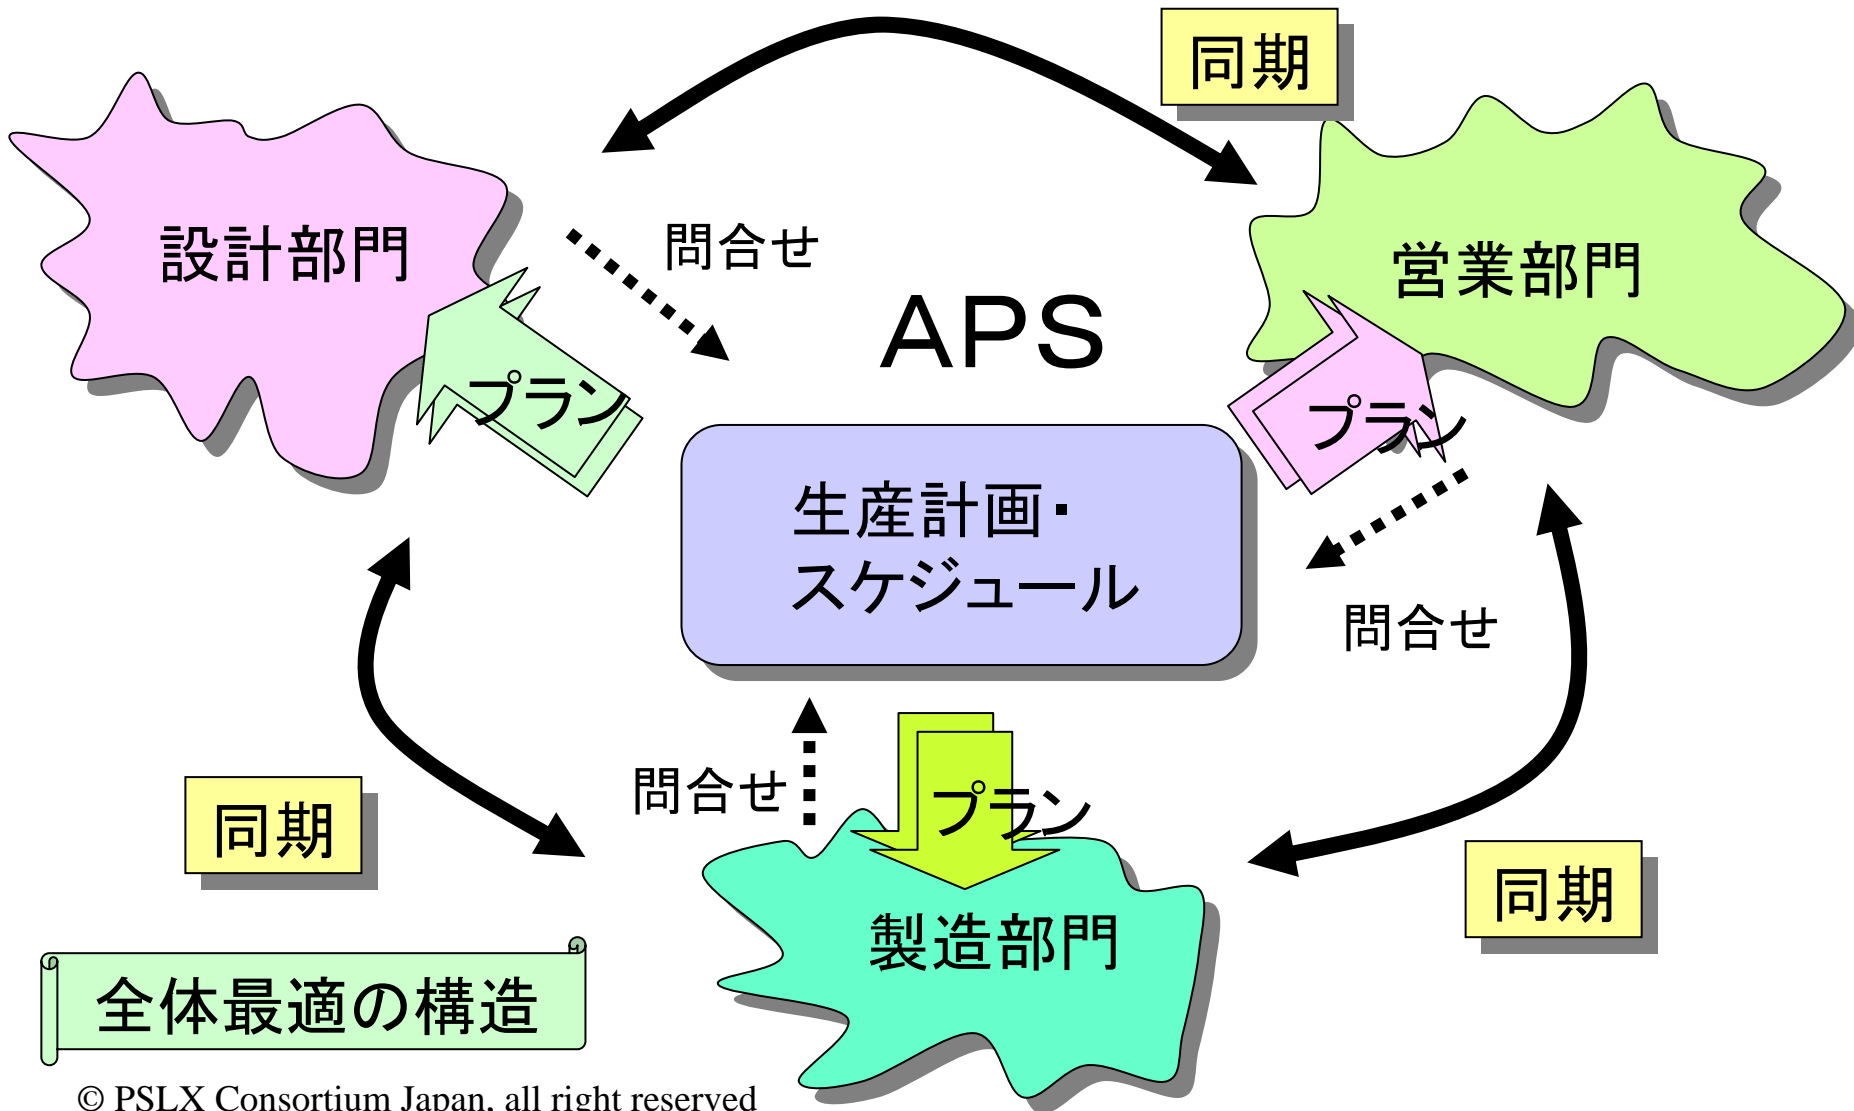 同期
設計部門
問合せ
営業部門
APS
プラン
プラン
生産計画・
スケジュール
問合せ
問合せ
プラン
同期
同期
製造部門
全体最適の構造
© PSLX Consortium Japan, all right reserved